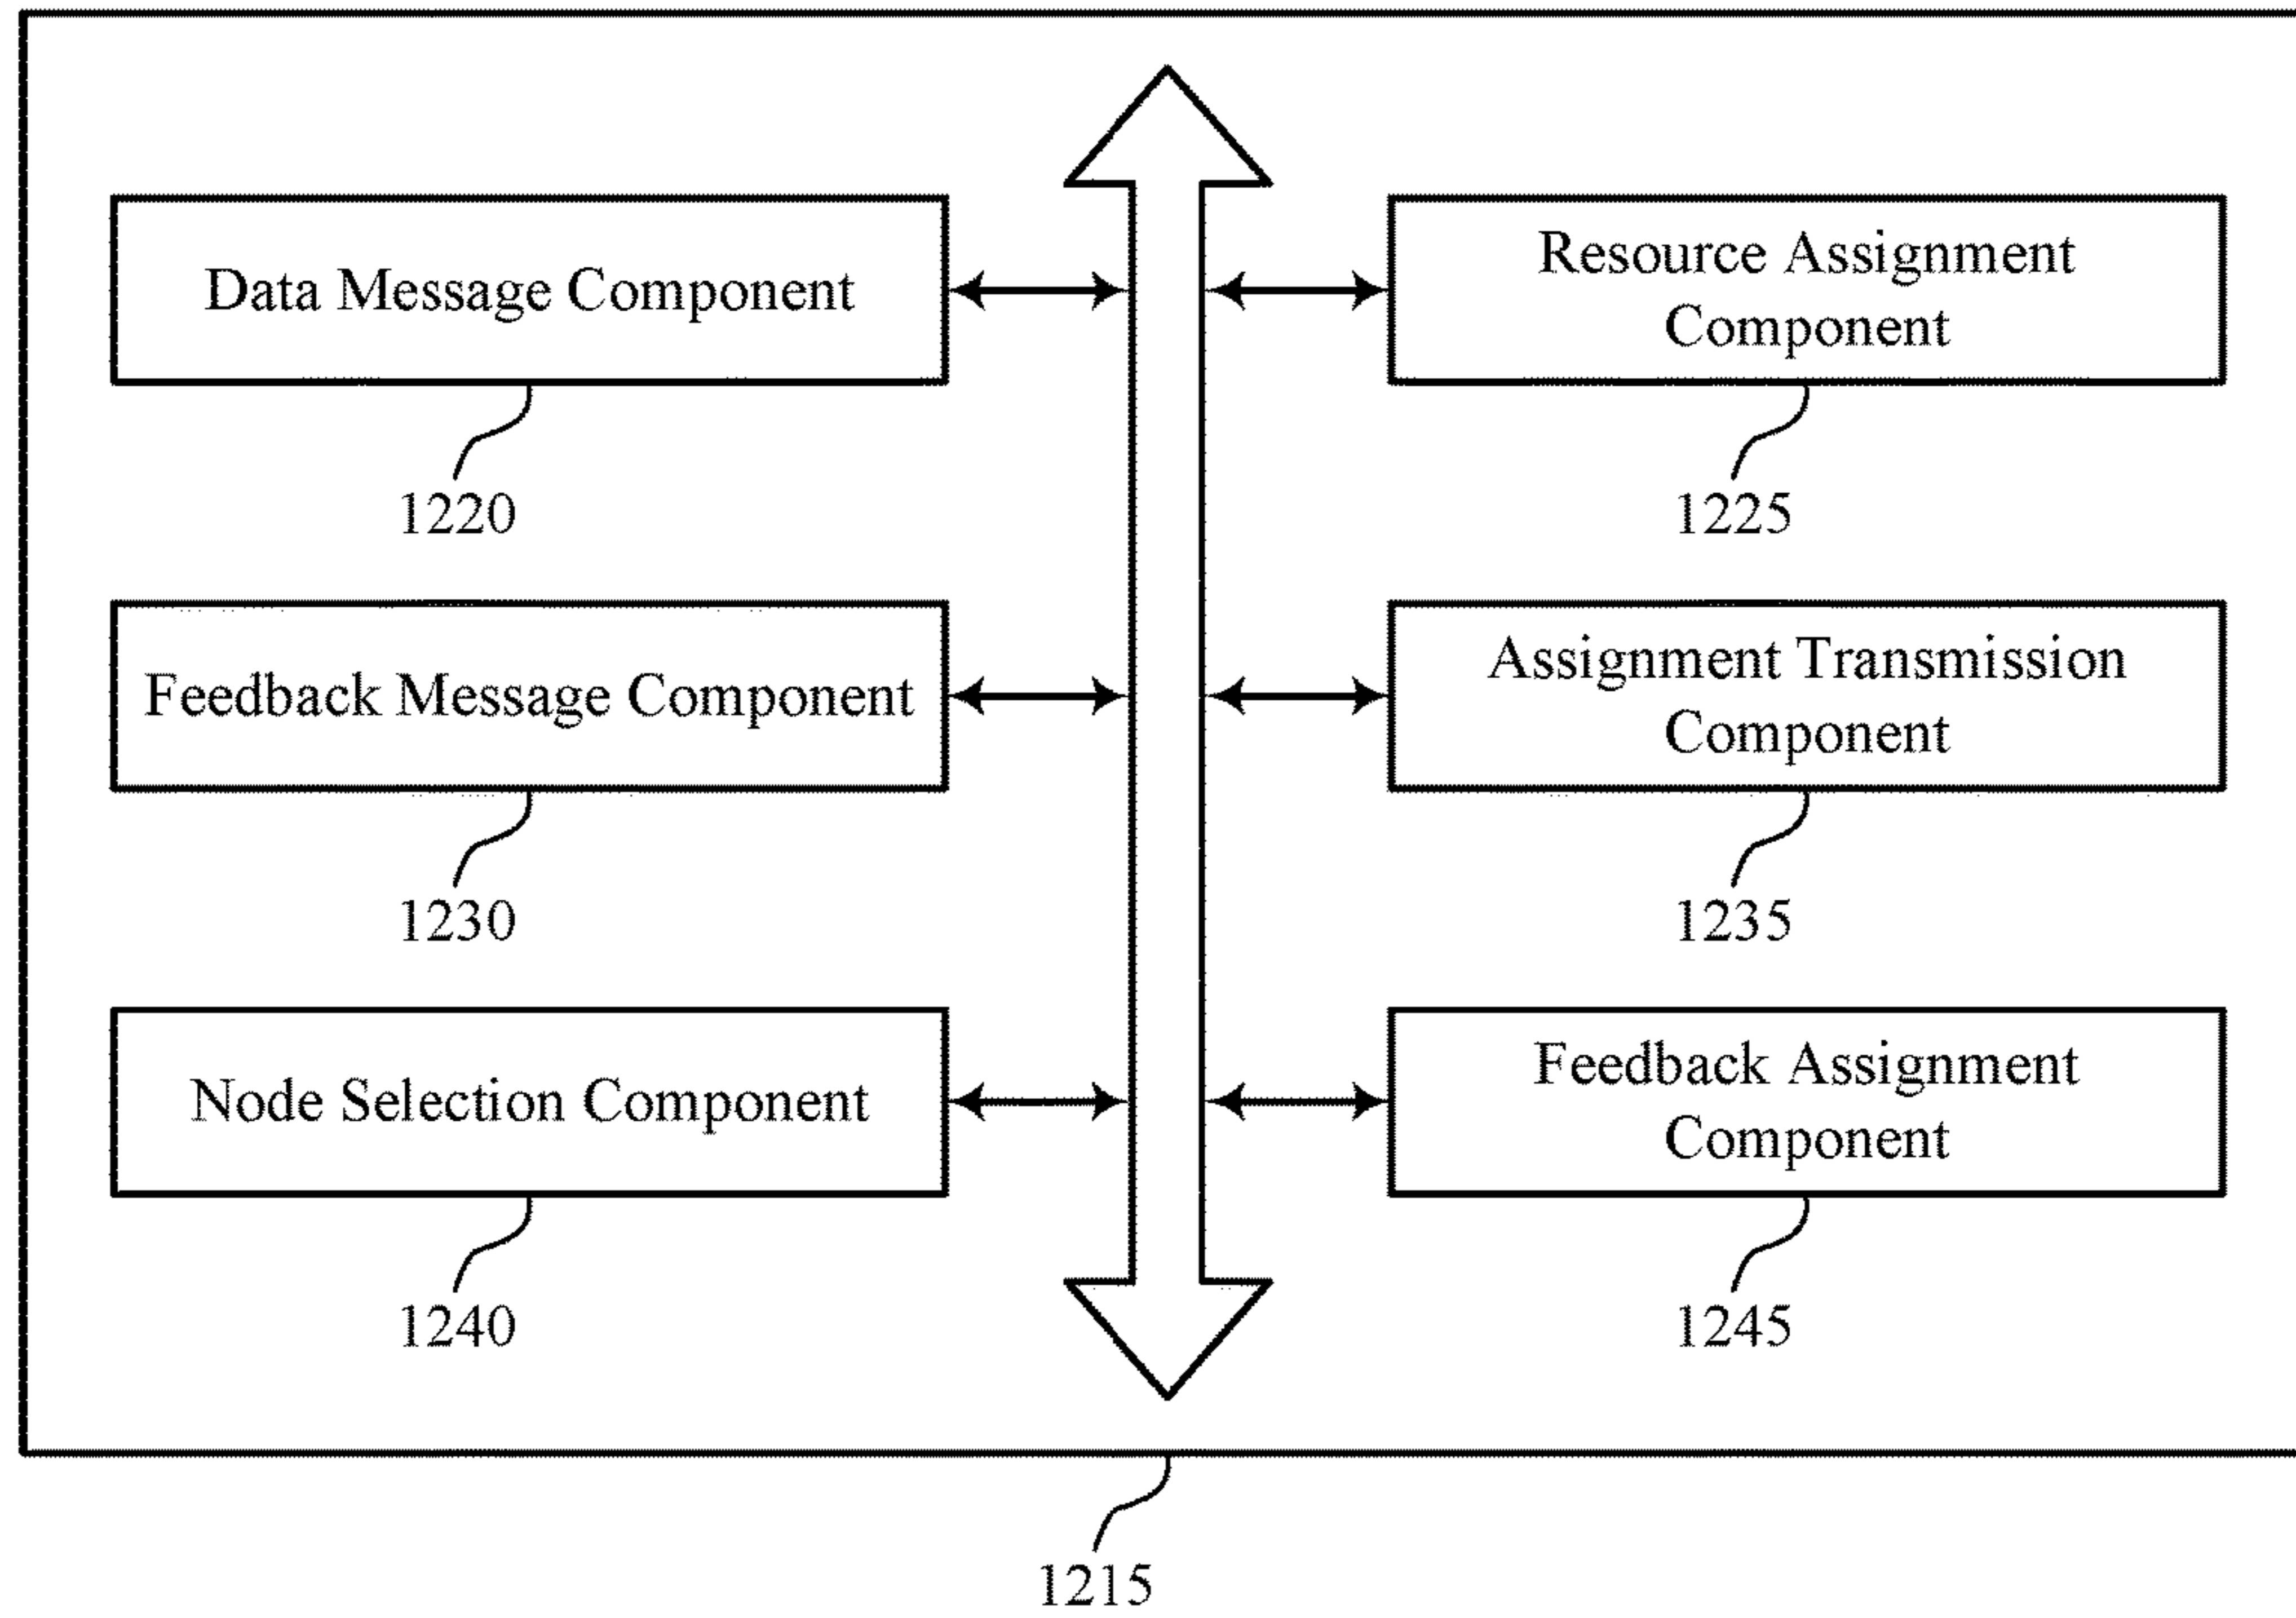 Data Message Component
Resource Assignment
Component
1220
1225
Feedback Message Component
Assignment Transmission
Component
1230
1235
Node Selection Component
Feedback Assignment
Component
1240
1245
1215